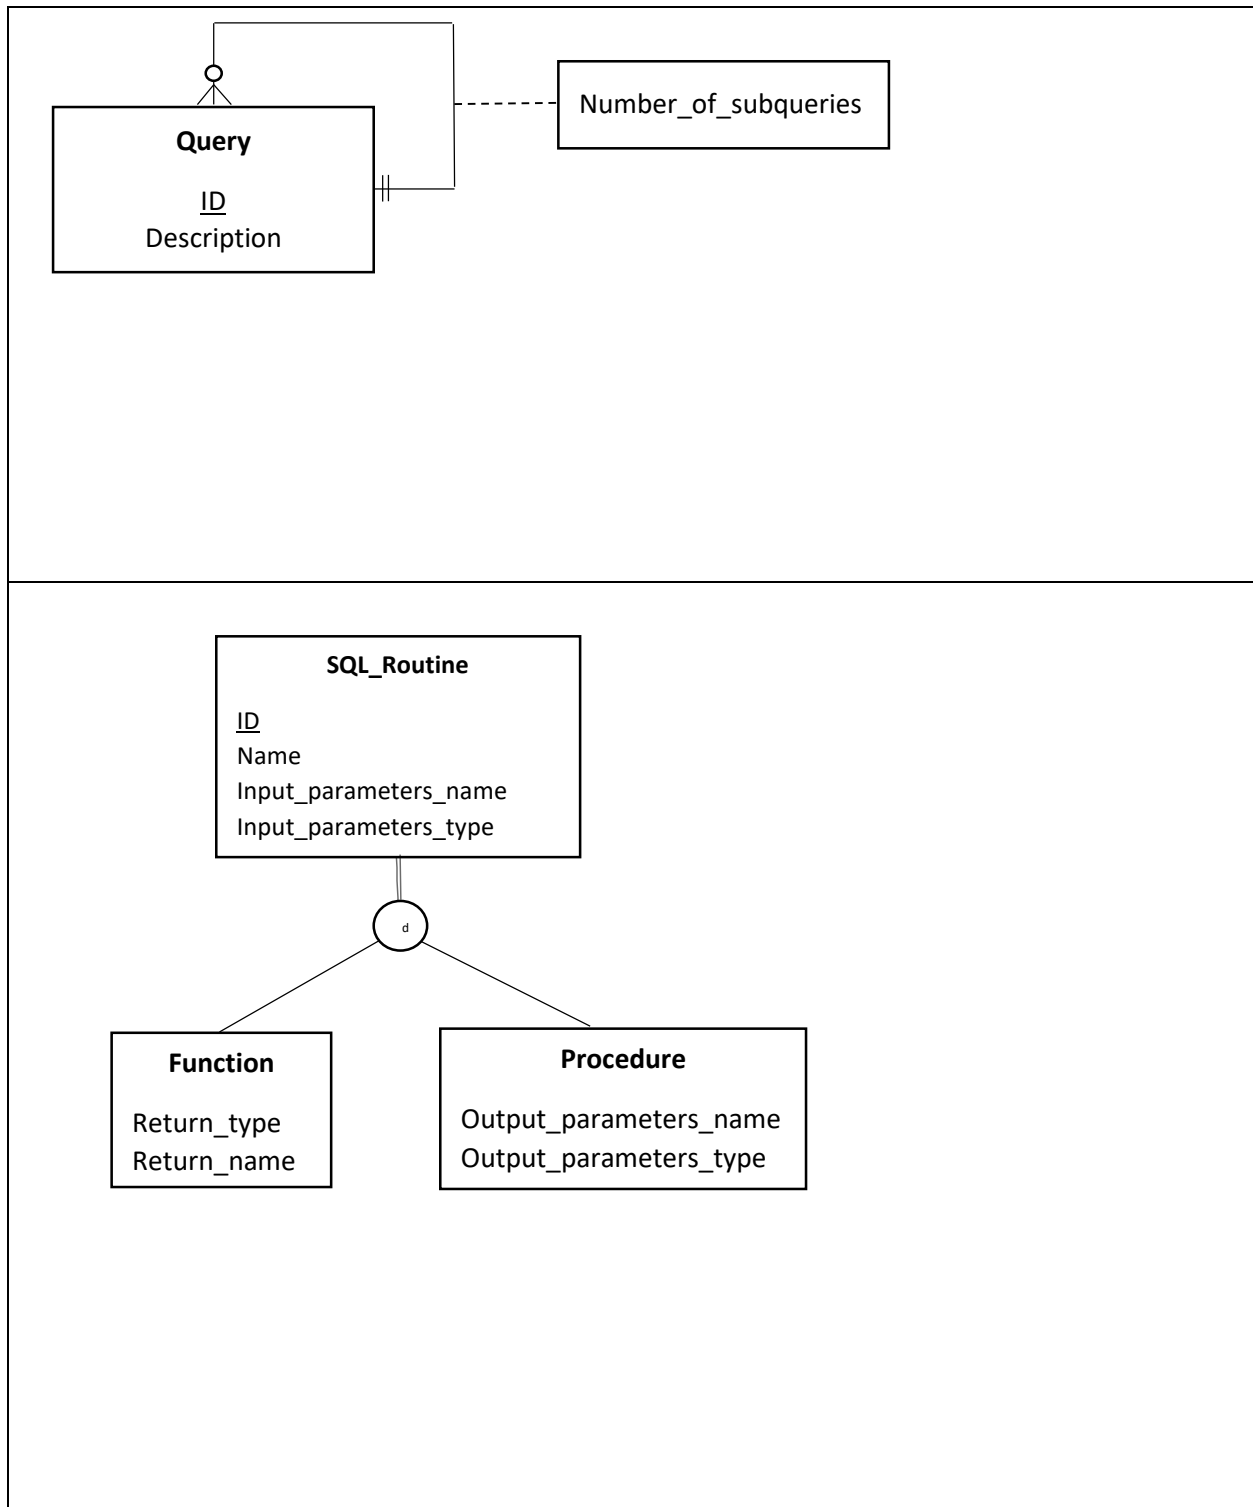 Number_of_subqueries
Query
ID
Description
SQL_Routine
ID
Name
Input_parameters_name
Input_parameters_type
d
Function
Return_type
Return_name
Procedure
Output_parameters_name
Output_parameters_type